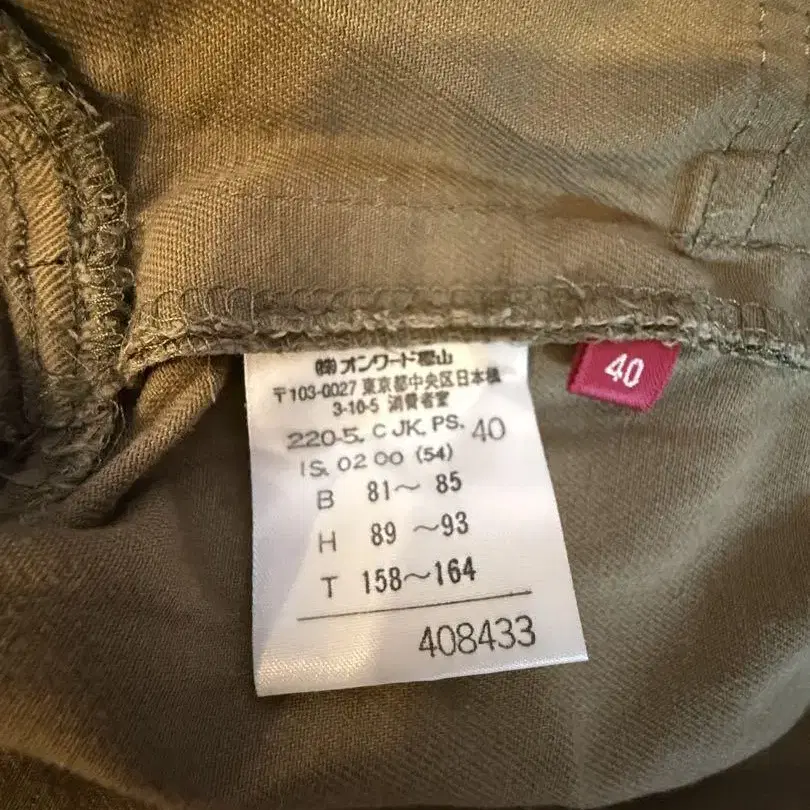 ㈱オンワード樫山
〒103-0027 東京都中央区日本橋
3-10-5 消費者室
220-5. C JK. PS. 40
IS. 02 00 (54)
B 81～ 85
H 89 ～93
T 158～164
408433
40